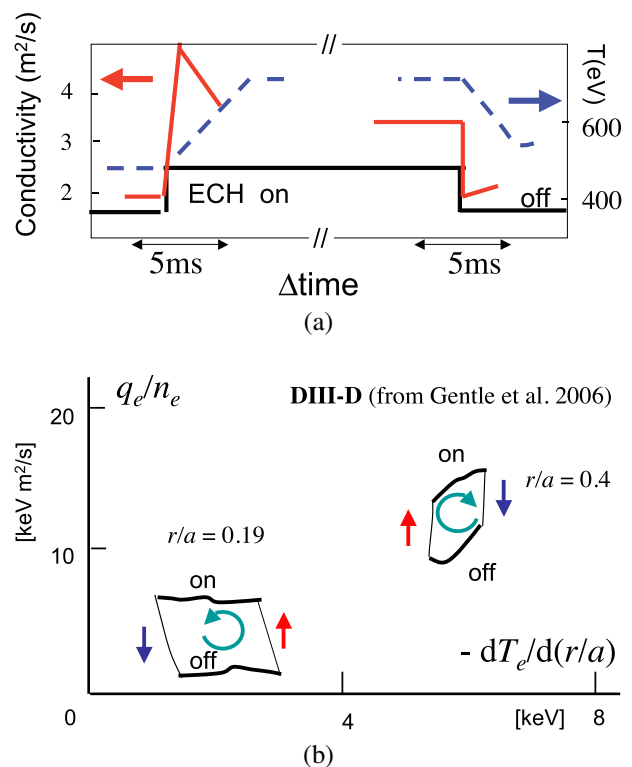 Conductivity (m²/s)
4
3
2
//
T(eV)
600
400
ECH on
off
//
5ms
5ms
Δtime
(a)
q_e/n_e
DIII-D (from Gentle et al. 2006)
20
[keV m²/s]
10
0
on
r/a = 0.4
off
r/a = 0.19
on
off
- dT_e/d(r/a)
4
[keV]
8
(b)